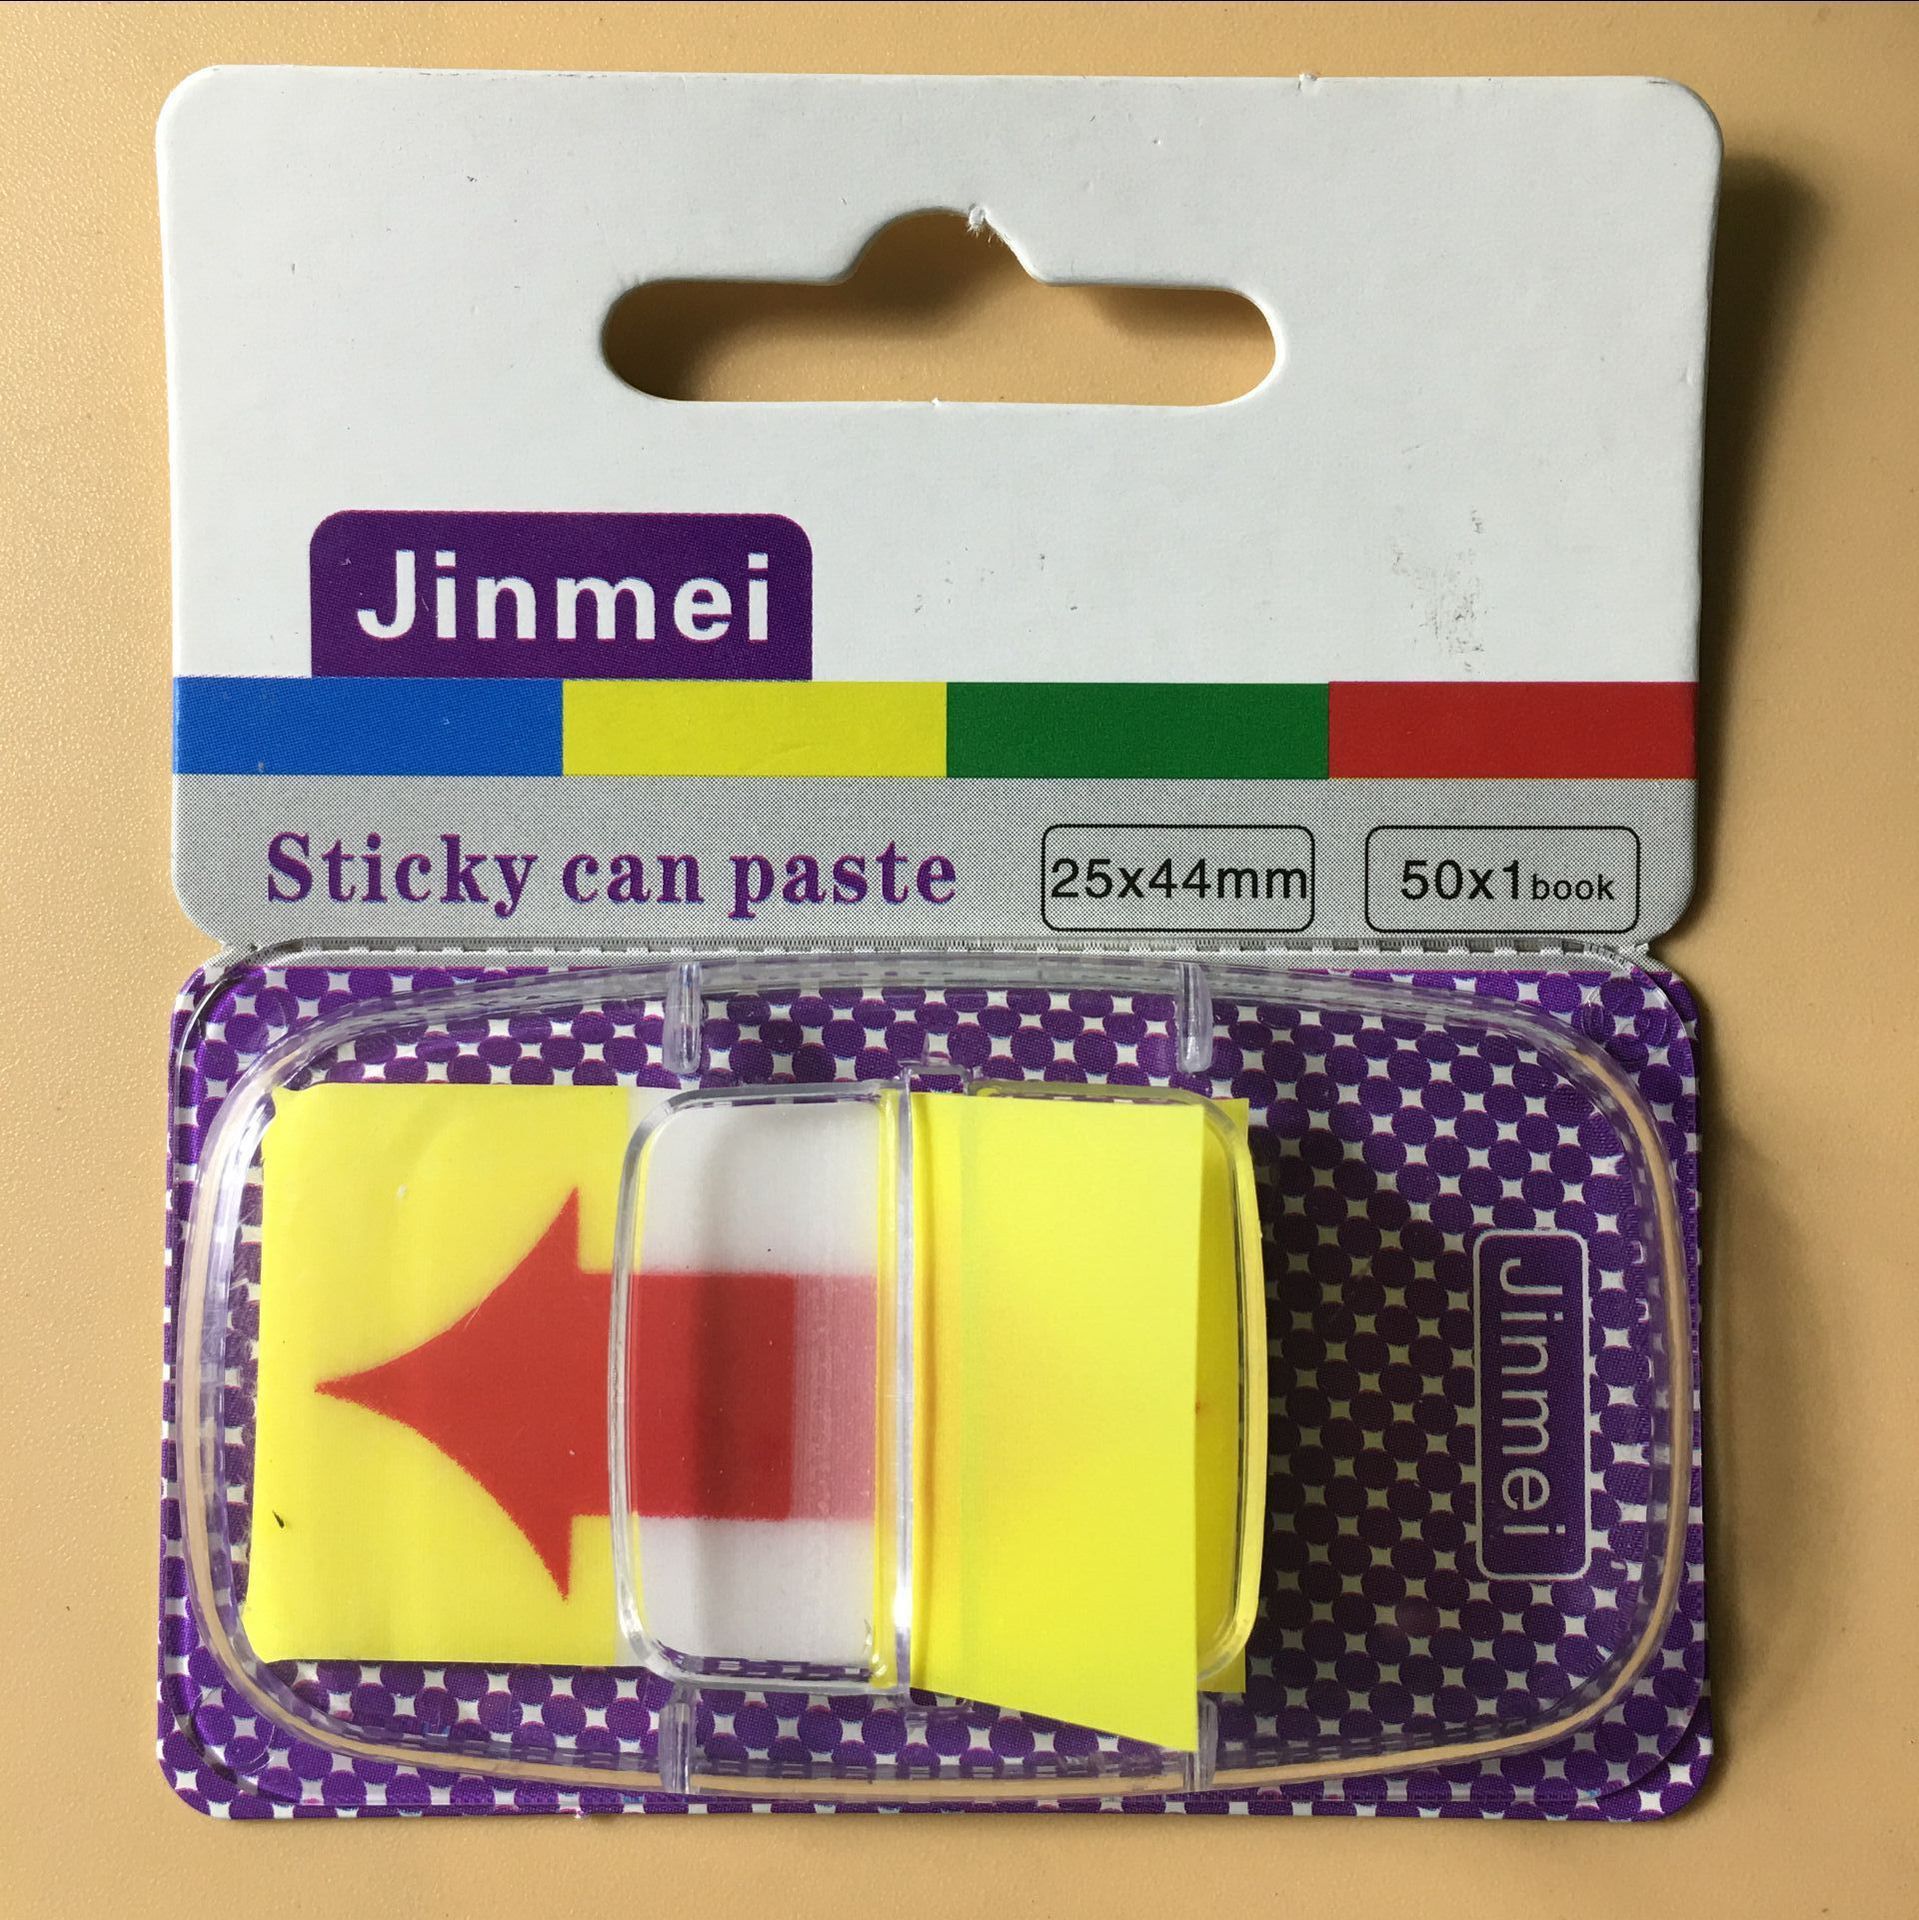 Jinmei
Sticky can paste
25x44mm
50x1book
Jinmei